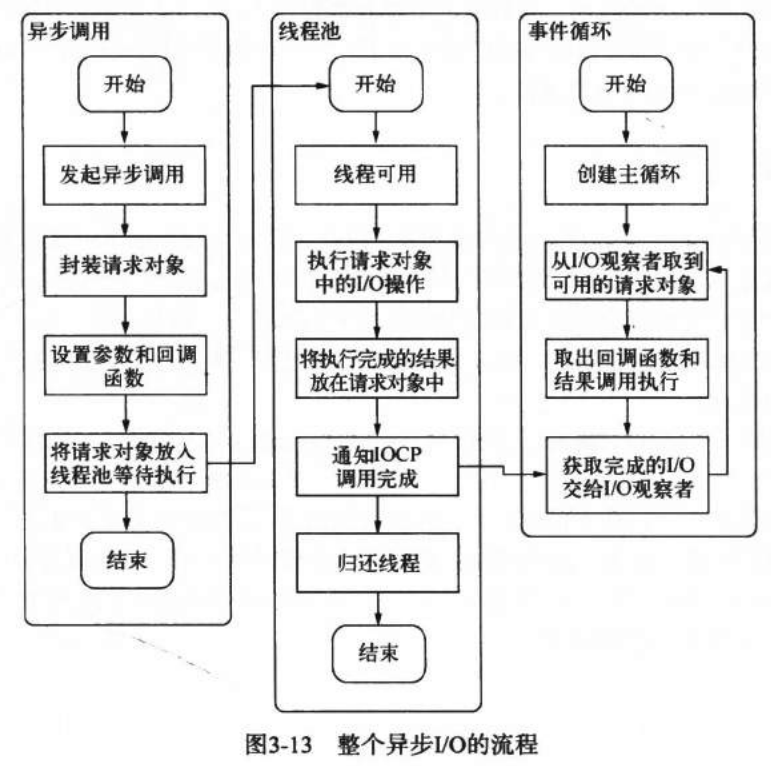 异步调用
开始
发起异步调用
封装请求对象
设置参数和回调
函数
将请求对象放入
线程池等待执行
结束
线程池
开始
线程可用
执行请求对象
中的I/O操作
将执行完成的结果
放在请求对象中
通知IOCP
调用完成
归还线程
结束
事件循环
开始
创建主循环
从I/O观察者取到
可用的请求对象
取出回调函数和
结果调用执行
获取完成的I/O
交给I/O观察者
图3-13 整个异步I/O的流程